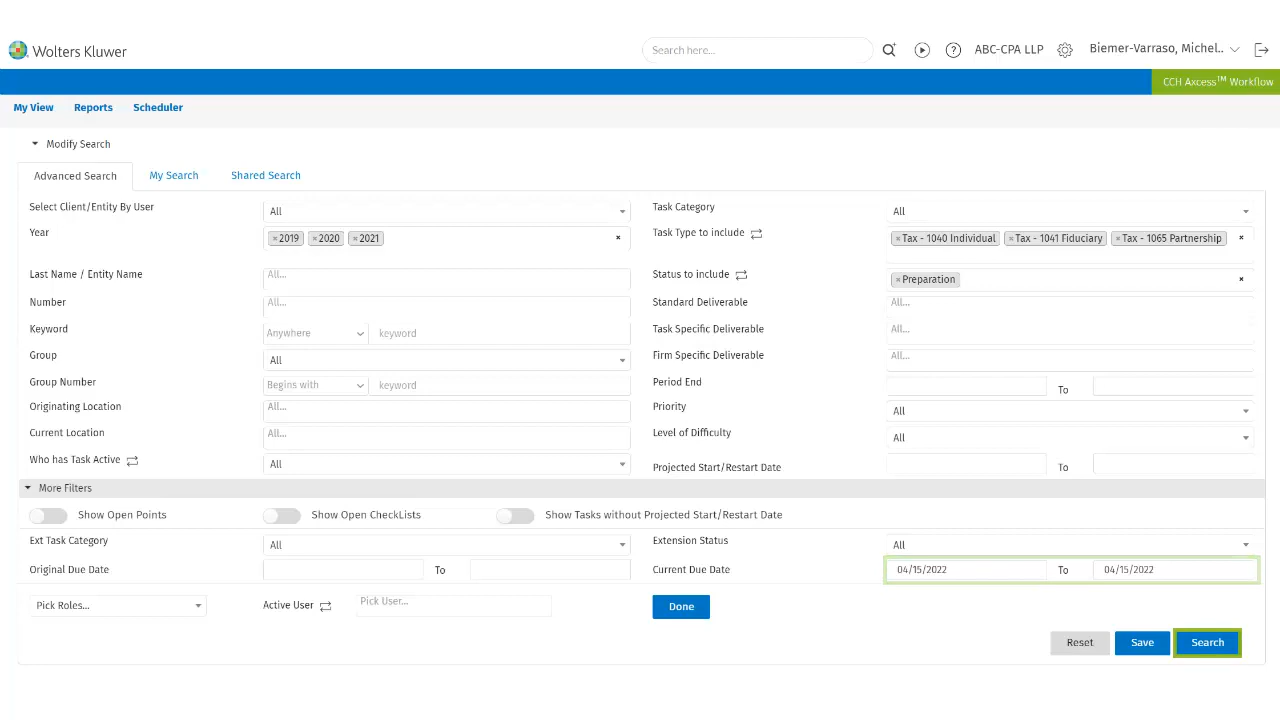 Wolters Kluwer
Search here...
ABC-CPA LLP
Biemer-Varraso, Michel..
CCH Axcess™ Workflow
My View Reports Scheduler
Modify Search
Advanced Search My Search Shared Search
Select Client/Entity By User All Task Category All
Year ×2019 ×2020 ×2021 × Task Type to include ×Tax - 1040 Individual ×Tax - 1041 Fiduciary ×Tax - 1065 Partnership ×
Last Name / Entity Name All... Status to include ×Preparation ×
Number All... Standard Deliverable All...
Keyword Anywhere keyword Task Specific Deliverable All...
Group All Firm Specific Deliverable All...
Group Number Begins with keyword Period End To
Originating Location All... Priority All
Current Location All... Level of Difficulty All
Who has Task Active All Projected Start/Restart Date To
More Filters
Show Open Points Show Open CheckLists Show Tasks without Projected Start/Restart Date
Ext Task Category All Extension Status All
Original Due Date To Current Due Date 04/15/2022 To 04/15/2022
Pick Roles... Active User Pick User... Done
Reset Save Search